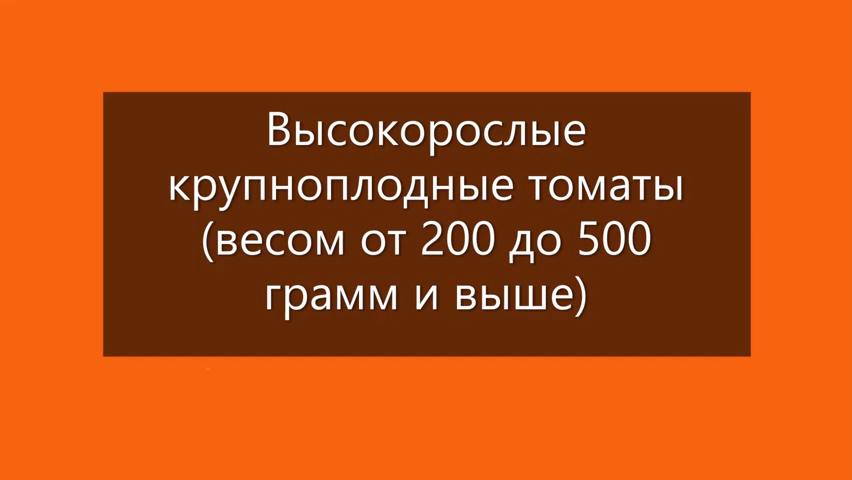 Высокорослые
крупноплодные томаты
(весом от 200 до 500
грамм и выше)